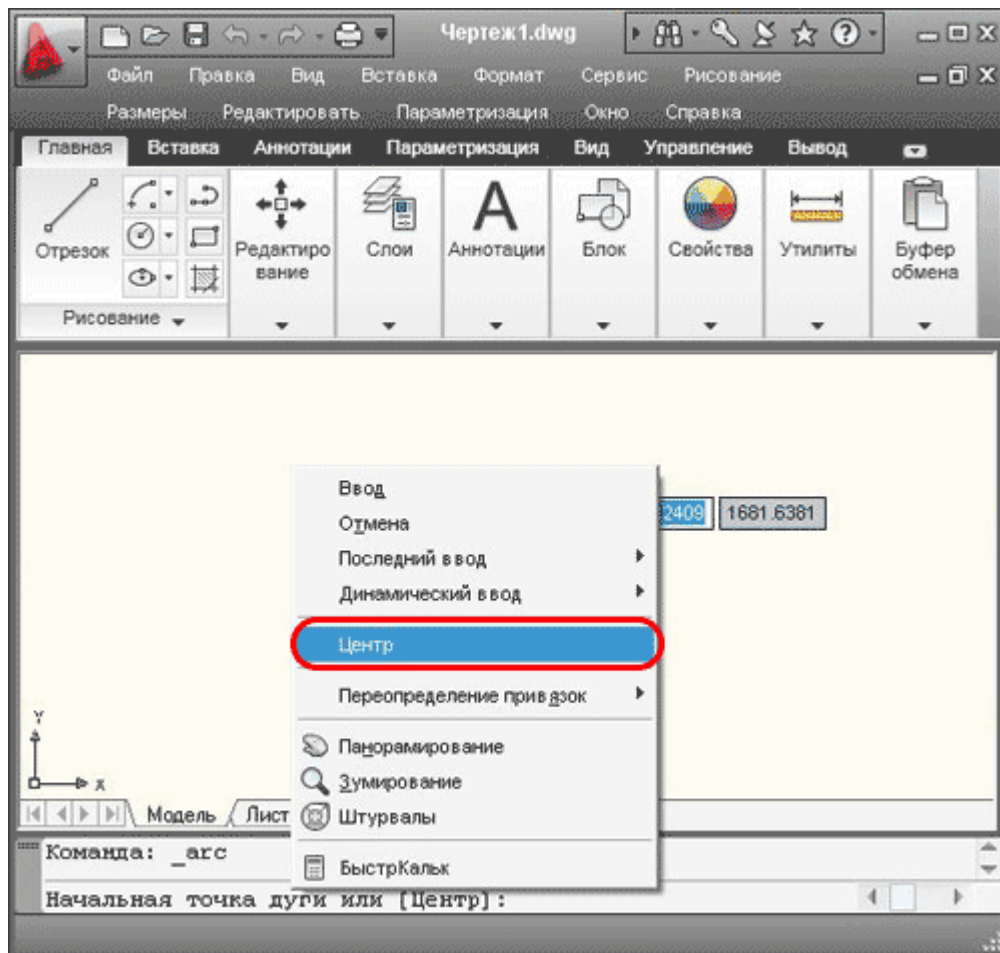 Чертеж1.dwg
Файл Правка Вид Вставка Формат Сервис Рисование
Размеры Редактировать Параметризация Окно Справка
Главная Вставка Аннотации Параметризация Вид Управление Вывод
Отрезок
Редактиро
вание
Слои
A
Аннотации
Блок
Свойства
Утилиты
Буфер
обмена
Рисование
Ввод
Отмена
Последний ввод
Динамический ввод
Центр
Переопределение привязок
Панорамирование
Зумирование
Штурвалы
БыстрКальк
2409 1681.6381
Y
X
Модель Лист
Команда: _arc
Начальная точка дуги или [Центр]: